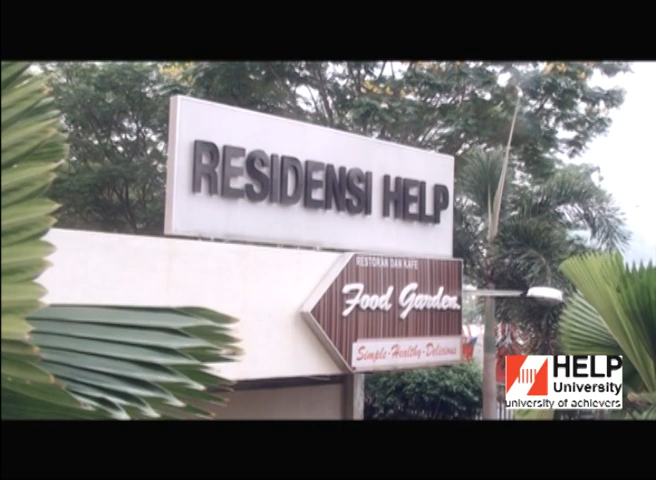 RESIDENSI HELP
RESTORAN DAN KAFE
Food Garden
Simple-Healthy-Delicious
HELP
University
university of achievers